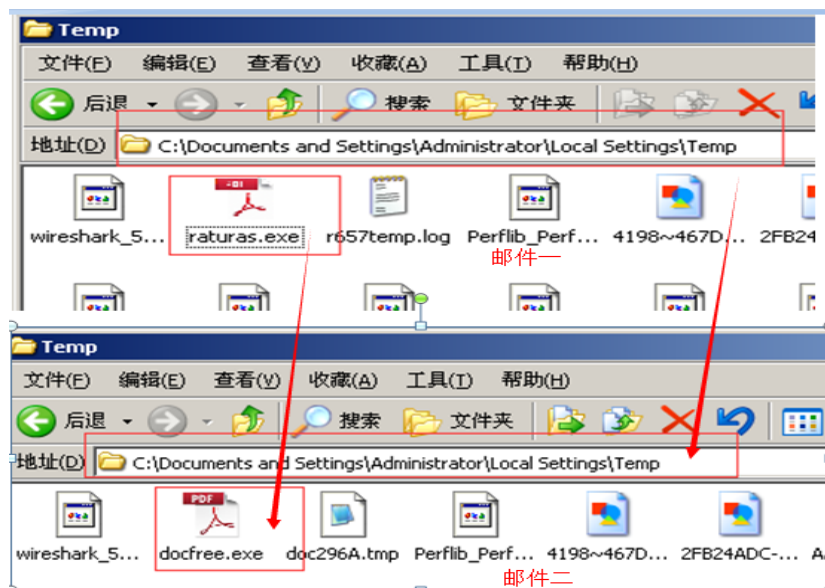 Temp
文件(F) 编辑(E) 查看(V) 收藏(A) 工具(T) 帮助(H)
后退 搜索 文件夹
地址(D) C:\Documents and Settings\Administrator\Local Settings\Temp
wireshark_5... raturas.exe r657temp.log Perflib_Perf... 4198~467D... 2FB24
邮件一
Temp
文件(F) 编辑(E) 查看(V) 收藏(A) 工具(T) 帮助(H)
后退 搜索 文件夹
地址(D) C:\Documents and Settings\Administrator\Local Settings\Temp
PDF
wireshark_5... docfree.exe doc296A.tmp Perflib_Perf... 4198~467D... 2FB24ADC-...
邮件二